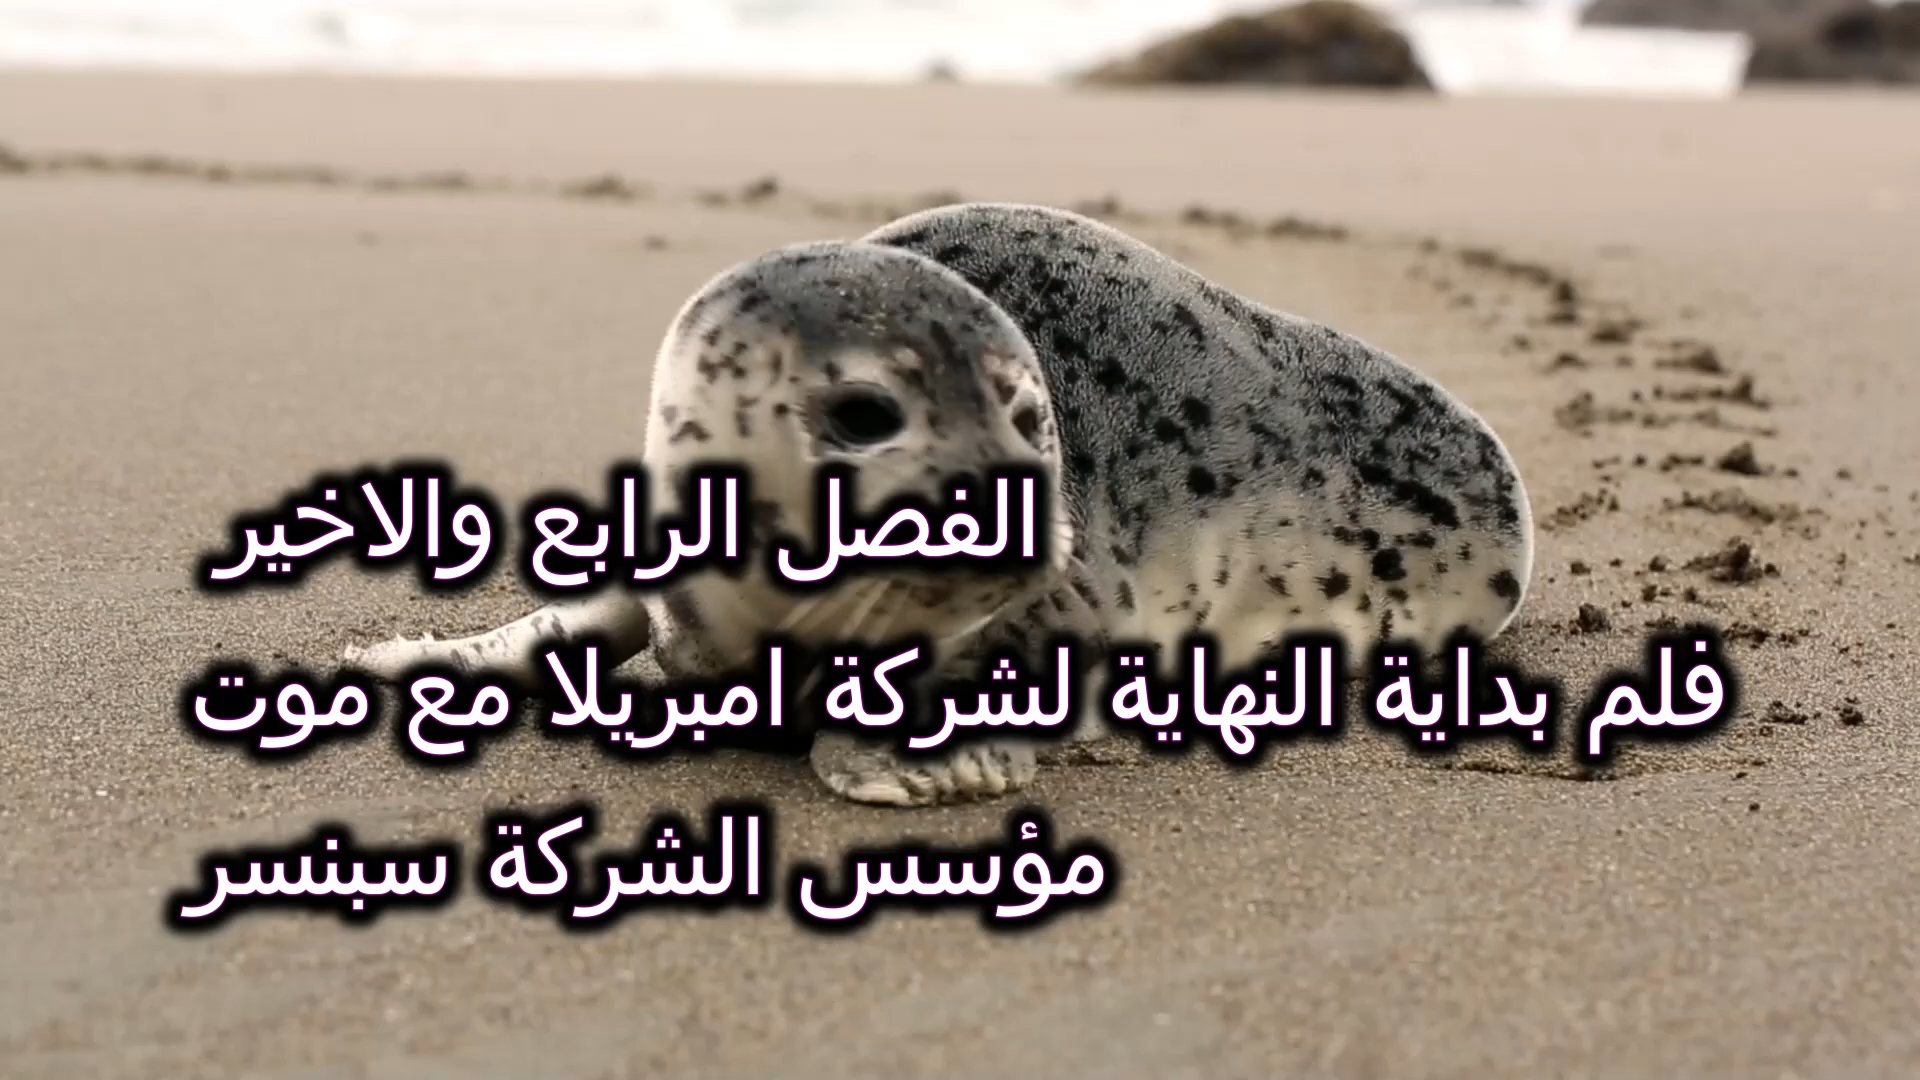 الفصل الرابع والاخير
فلم بداية النهاية لشركة امبريلا مع موت
مؤسس الشركة سبنسر